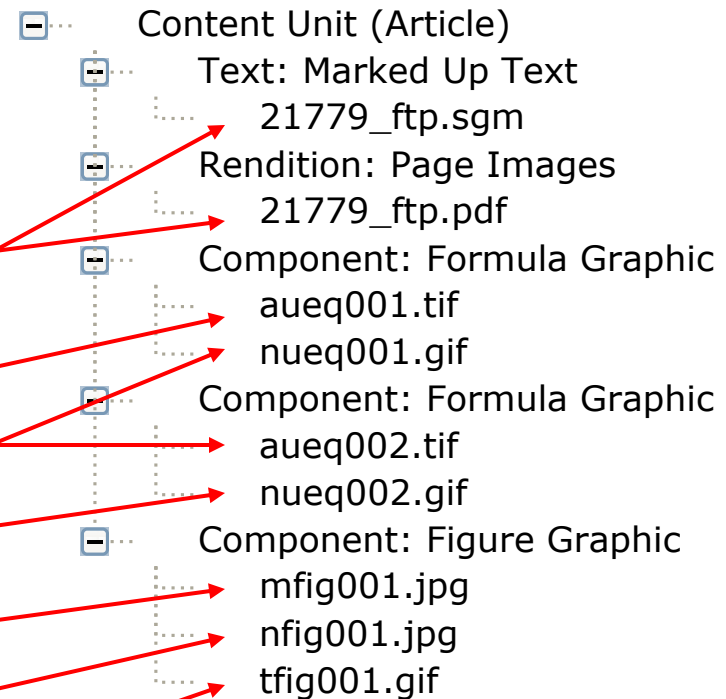 Content Unit (Article)
Text: Marked Up Text
21779_ftp.sgm
Rendition: Page Images
21779_ftp.pdf
Component: Formula Graphic
aueq001.tif
nueq001.gif
Component: Formula Graphic
aueq002.tif
nueq002.gif
Component: Figure Graphic
mfig001.jpg
nfig001.jpg
tfig001.gif